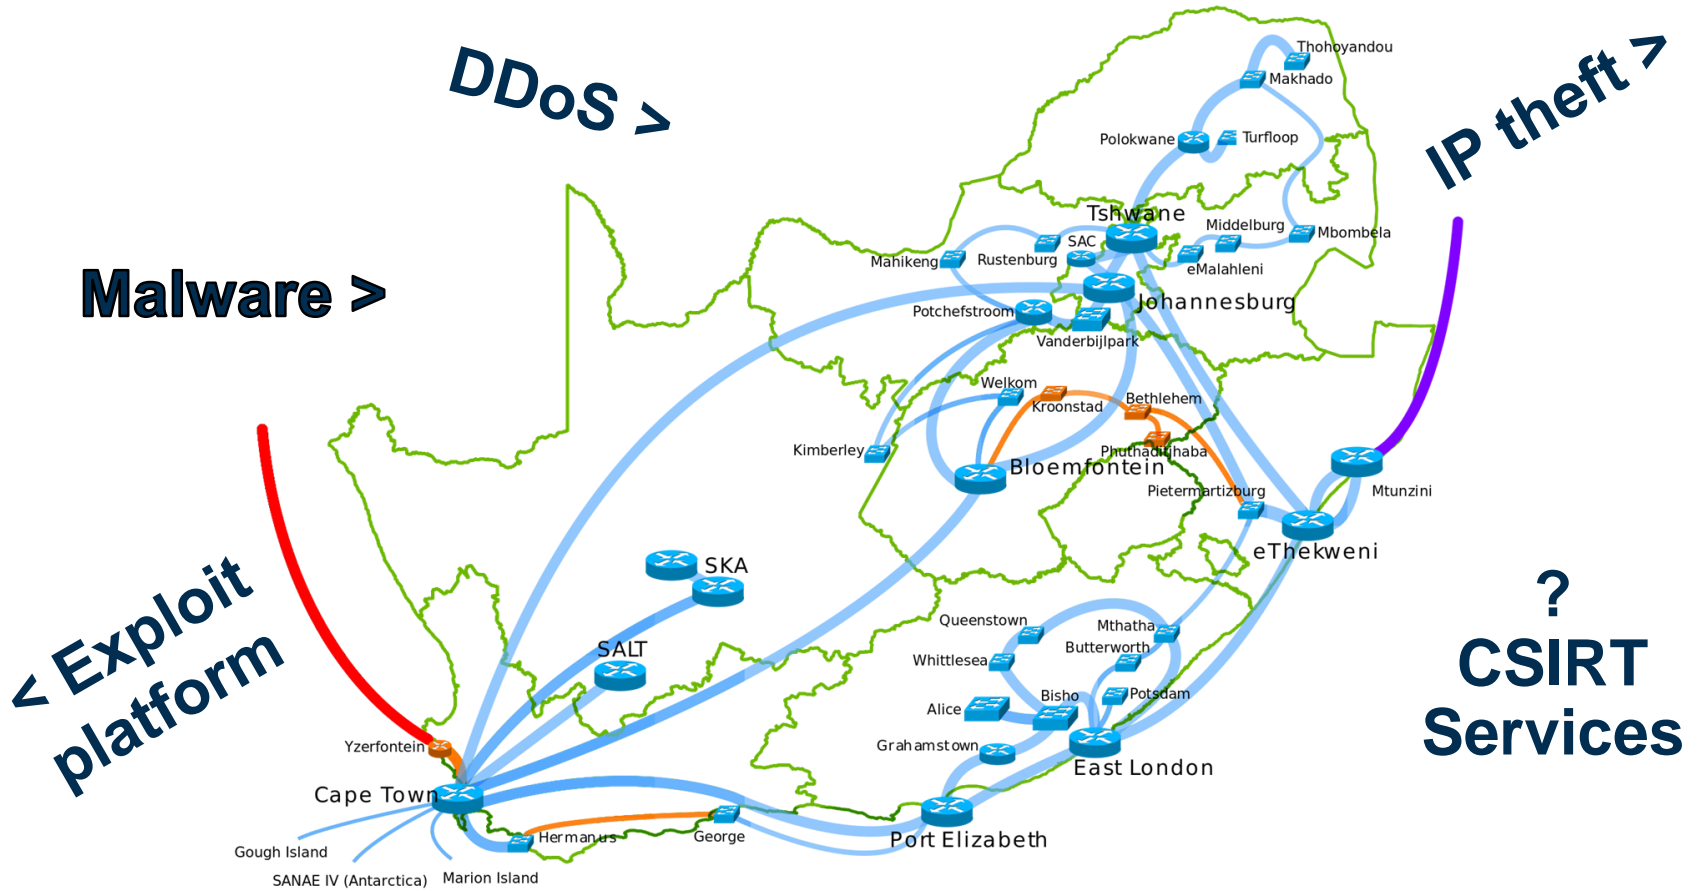 DDoS >
IP theft >
Malware >
< Exploit
platform
?
CSIRT
Services
Thohoyandou
Makhado
Polokwane
Turfloop
Tshwane
Middelburg
Mbombela
SAC
Mahikeng
Rustenburg
eMalahleni
Johannesburg
Potchefstroom
Vanderbijlpark
Welkom
Kroonstad
Bethlehem
Kimberley
Phuthaditjhaba
Bloemfontein
Pietermartizburg
Mtunzini
eThekweni
SKA
SALT
Queenstown
Mthatha
Butterworth
Whittlesea
Bisho
Potsdam
Alice
Grahamstown
East London
Yzerfontein
Cape Town
Hermanus
George
Port Elizabeth
Gough Island
SANAE IV (Antarctica)
Marion Island